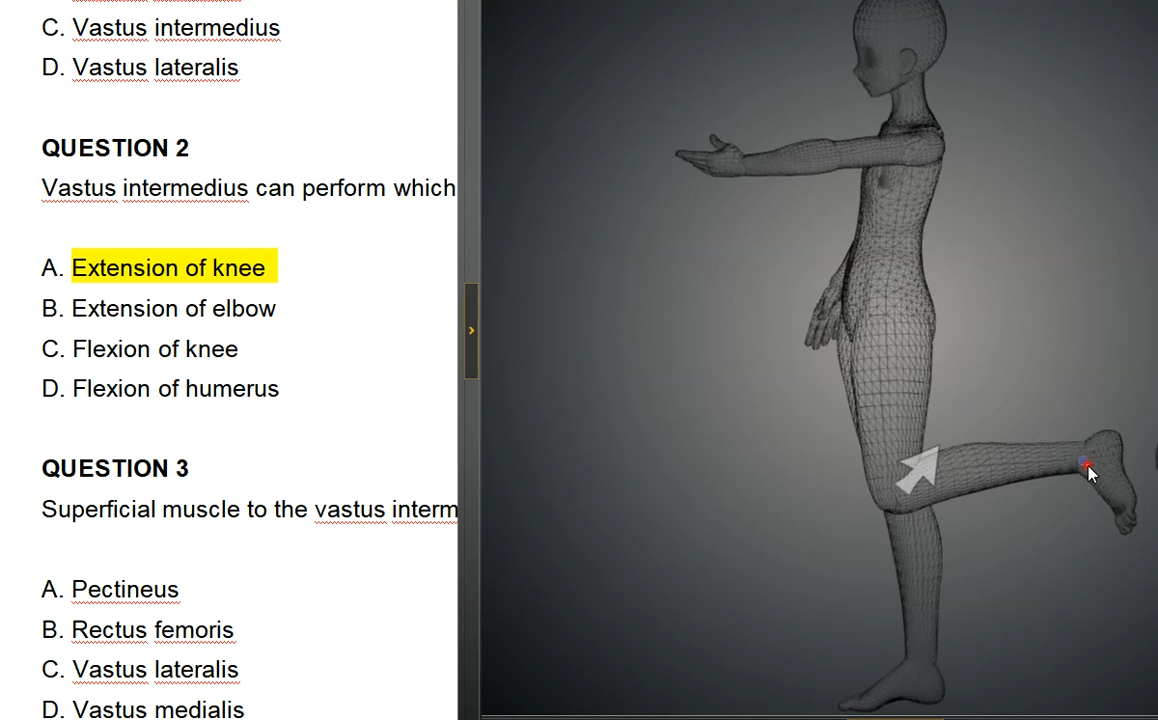 C. Vastus intermedius
D. Vastus lateralis
QUESTION 2
Vastus intermedius can perform which
A. Extension of knee
B. Extension of elbow
C. Flexion of knee
D. Flexion of humerus
QUESTION 3
Superficial muscle to the vastus interm
A. Pectineus
B. Rectus femoris
C. Vastus lateralis
D. Vastus medialis